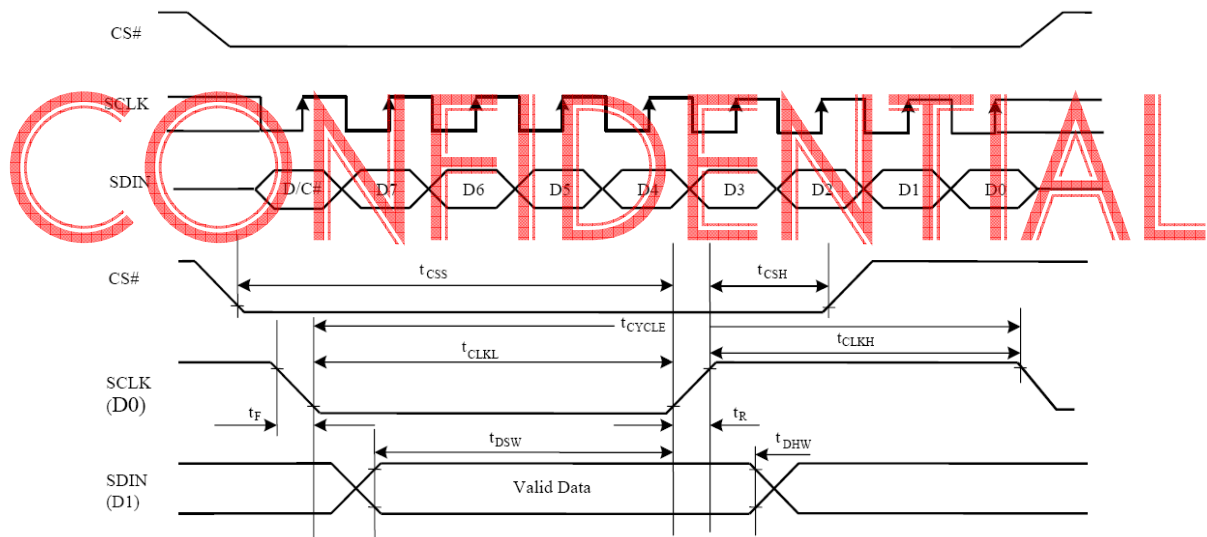 CS#
SCLK
CONFIDENTIAL
SDIN D/C# D7 D6 D5 D4 D3 D2 D1 D0
CS# tCSS tCSH
tCYCLE
tCLKL tCLKH
SCLK
(D0)
tF tR
tDSW tDHW
SDIN
(D1)
Valid Data